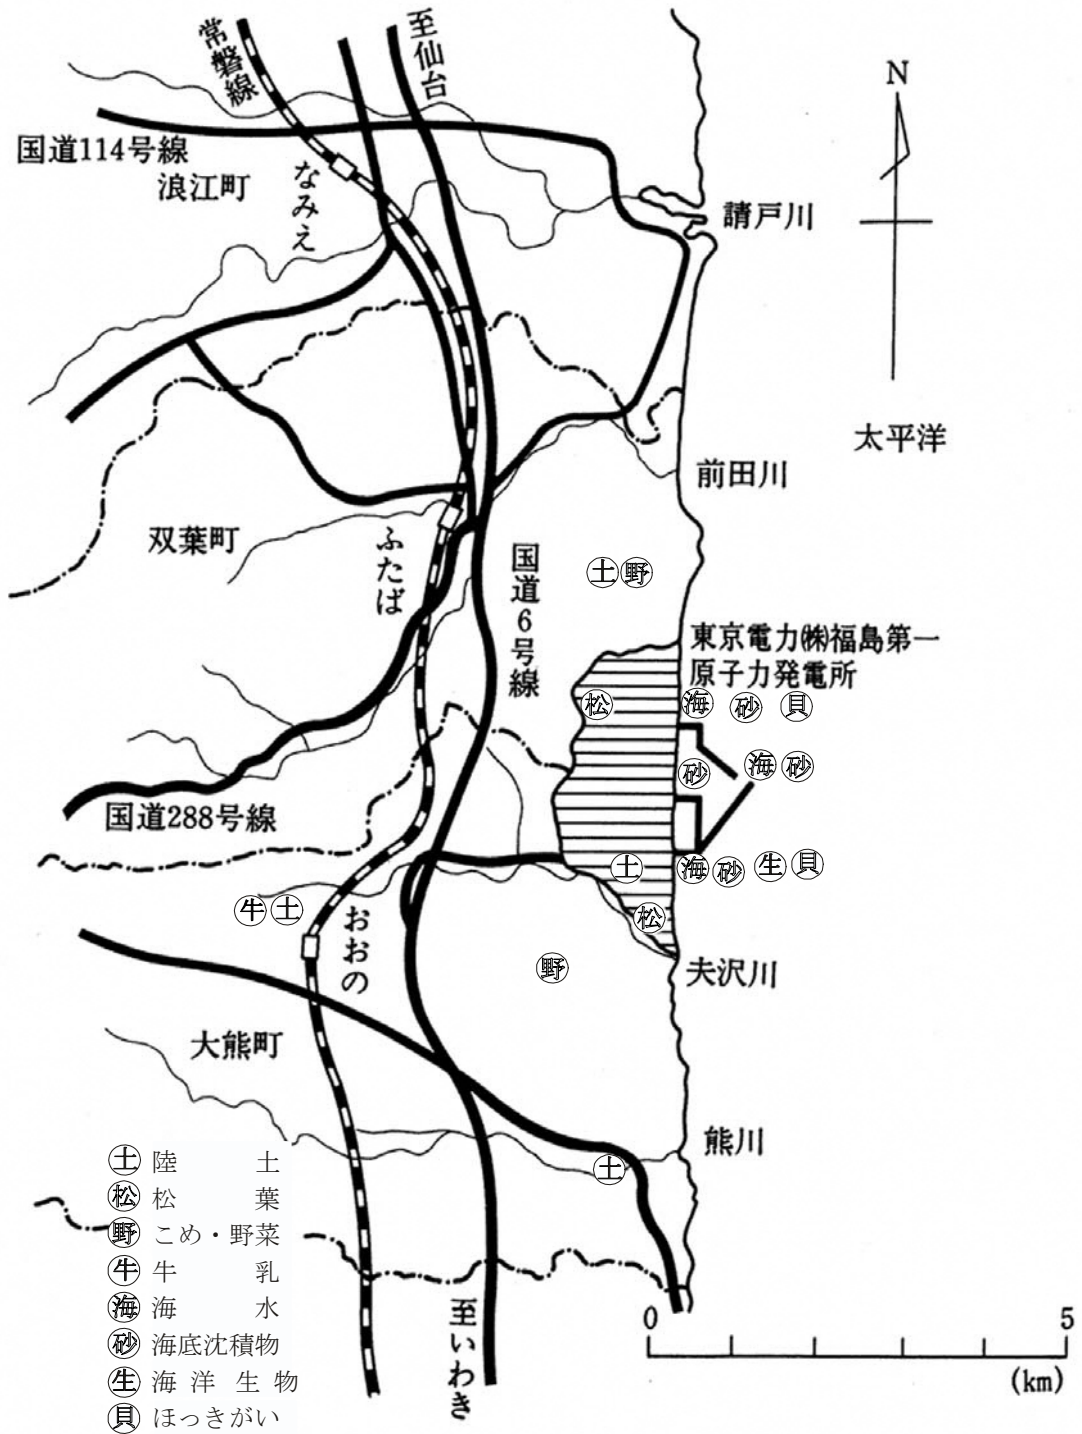 常磐線
至仙台
N
国道114号線
浪江町
なみえ
請戸川
太平洋
前田川
双葉町
ふたば
国道6号線
土 野
東京電力㈱福島第一
原子力発電所
松
海 砂 貝
砂
海 砂
国道288号線
土
海 砂 生 貝
牛 土
松
おおの
野
夫沢川
大熊町
熊川
土
土 陸土
松 松葉
野 こめ・野菜
牛 牛乳
海 海水
砂 海底沈積物
生 海洋生物
貝 ほっきがい
至いわき
0 5
(km)